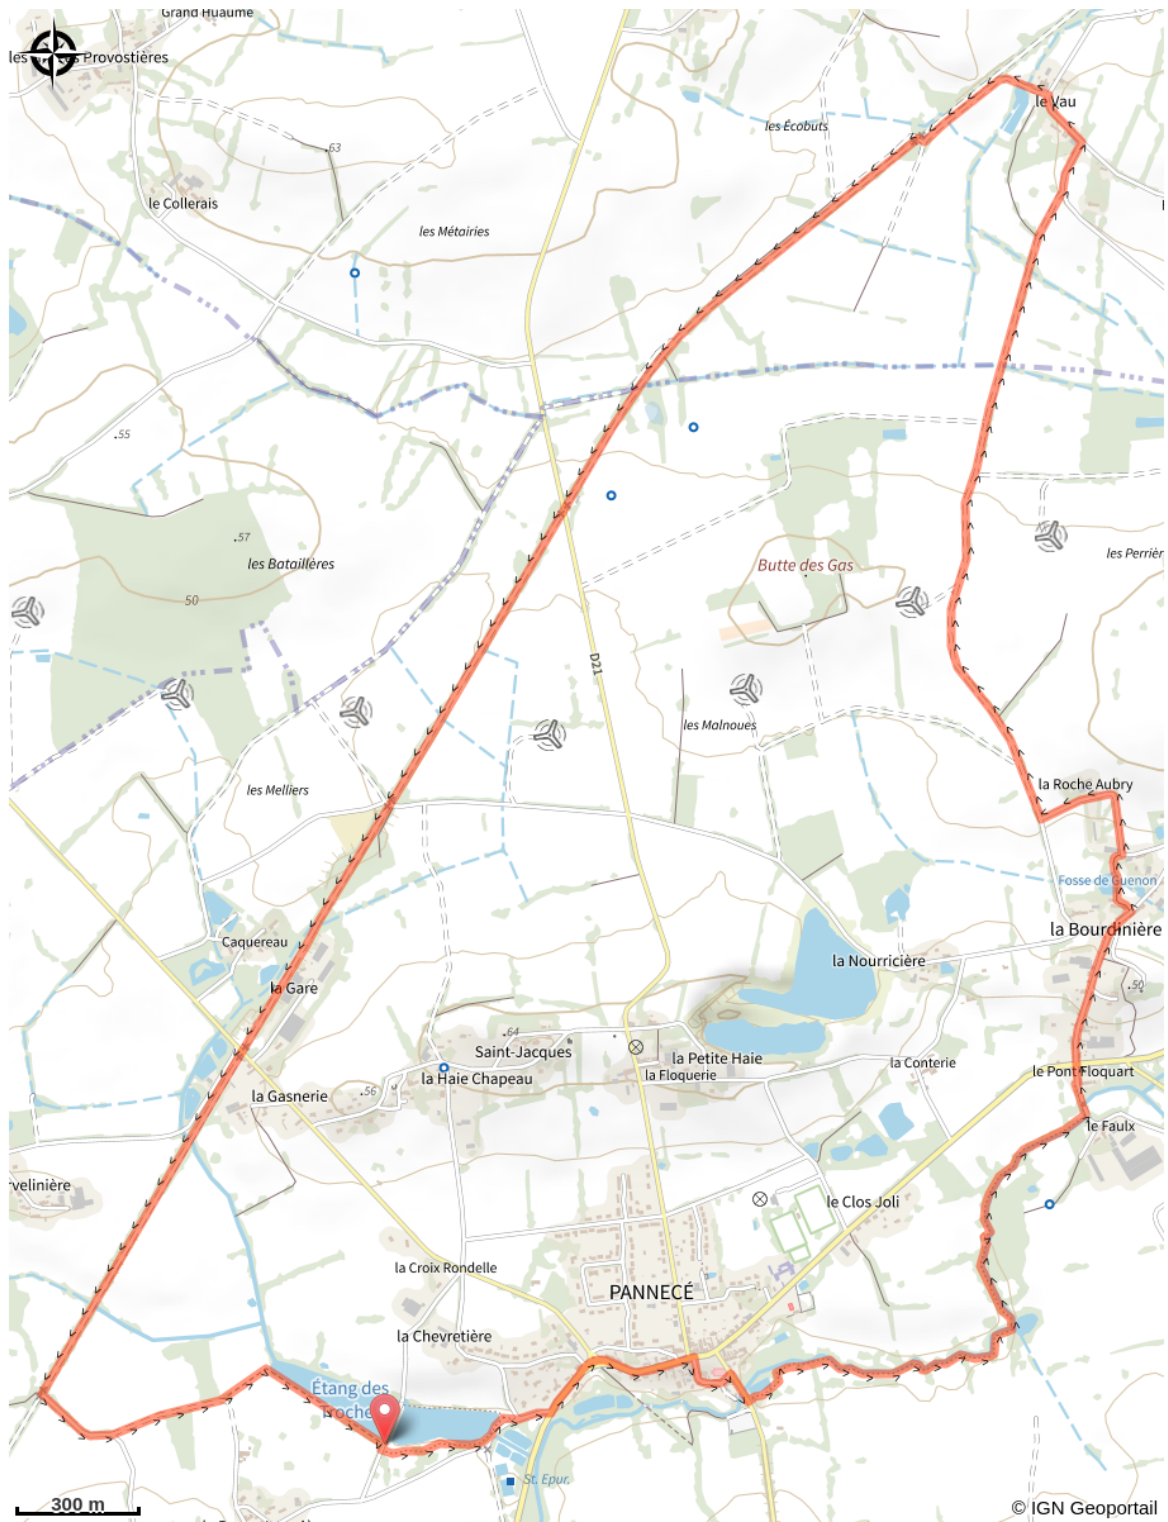 Grand Huaume
les
Provostières
le Vau
les Écobuts
63
le Collerais
les Métairies
55
57
les Bataillères
Butte des Gas
les Perrièr
50
D21
les Malnoues
les Melliers
la Roche Aubry
Fosse de Guenon
la Bourdinière
Caquereau
la Nourricière
la Gare
50
64
Saint-Jacques
la Petite Haie
la Conterie
la Haie Chapeau
la Floquerie
le Pont Floquart
la Gasnerie
56
le Faulx
rvelinière
le Clos Joli
la Croix Rondelle
PANNECÉ
la Chevretière
Étang des
Troche
St. Epur.
300 m
© IGN Geoportail